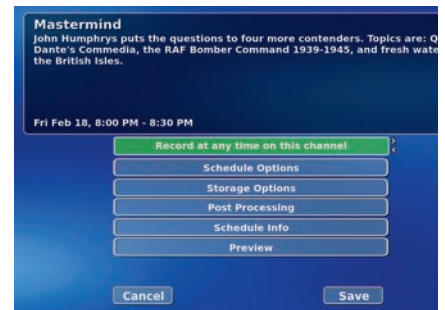 Mastermind
John Humphrys puts the questions to four more contenders. Topics are: Q
Dante's Commedia, the RAF Bomber Command 1939-1945, and fresh wate
the British Isles.
Fri Feb 18, 8:00 PM - 8:30 PM
Record at any time on this channel
Schedule Options
Storage Options
Post Processing
Schedule Info
Preview
Cancel
Save